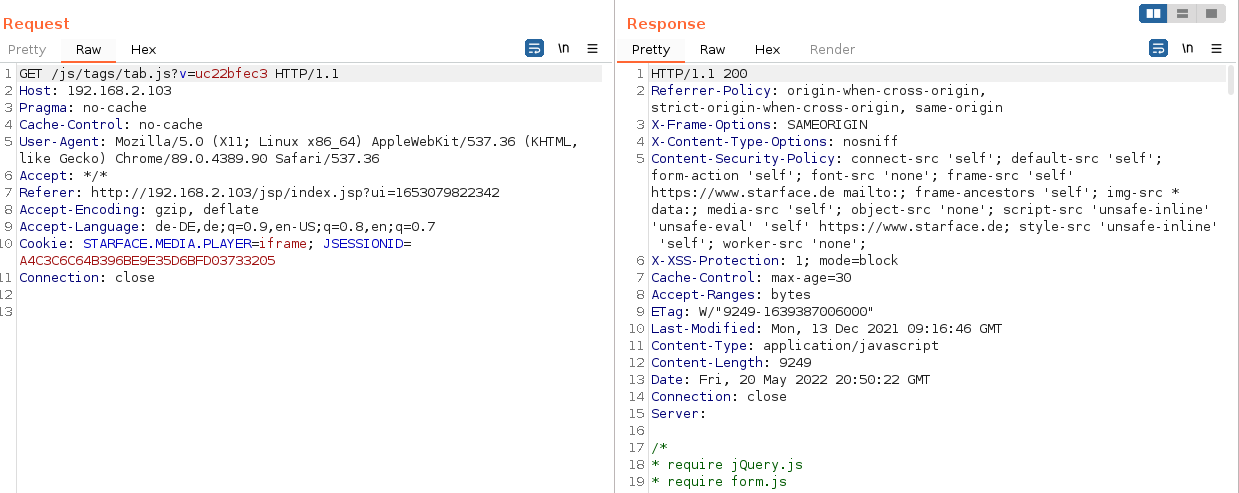 Request
Pretty Raw Hex \n
1 GET /js/tags/tab.js?v=uc22bfec3 HTTP/1.1
2 Host: 192.168.2.103
3 Pragma: no-cache
4 Cache-Control: no-cache
5 User-Agent: Mozilla/5.0 (X11; Linux x86_64) AppleWebKit/537.36 (KHTML,
like Gecko) Chrome/89.0.4389.90 Safari/537.36
6 Accept: */*
7 Referer: http://192.168.2.103/jsp/index.jsp?ui=1653079822342
8 Accept-Encoding: gzip, deflate
9 Accept-Language: de-DE,de;q=0.9,en-US;q=0.8,en;q=0.7
10 Cookie: STARFACE.MEDIA.PLAYER=iframe; JSESSIONID=
A4C3C6C64B396BE9E35D6BFD03733205
11 Connection: close
12
13
Response
Pretty Raw Hex Render \n
1 HTTP/1.1 200
2 Referrer-Policy: origin-when-cross-origin,
strict-origin-when-cross-origin, same-origin
3 X-Frame-Options: SAMEORIGIN
4 X-Content-Type-Options: nosniff
5 Content-Security-Policy: connect-src 'self'; default-src 'self';
form-action 'self'; font-src 'none'; frame-src 'self'
https://www.starface.de mailto:; frame-ancestors 'self'; img-src *
data:; media-src 'self'; object-src 'none'; script-src 'unsafe-inline'
'unsafe-eval' 'self' https://www.starface.de; style-src 'unsafe-inline'
'self'; worker-src 'none';
6 X-XSS-Protection: 1; mode=block
7 Cache-Control: max-age=30
8 Accept-Ranges: bytes
9 ETag: W/"9249-1639387006000"
10 Last-Modified: Mon, 13 Dec 2021 09:16:46 GMT
11 Content-Type: application/javascript
12 Content-Length: 9249
13 Date: Fri, 20 May 2022 20:50:22 GMT
14 Connection: close
15 Server:
16
17 /*
18 * require jQuery.js
19 * require form.js